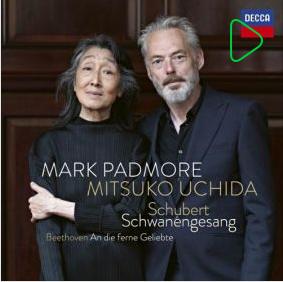 DECCA
MARK PADMORE
MITSUKO UCHIDA
Schubert
Schwanengesang
Beethoven An die ferne Geliebte